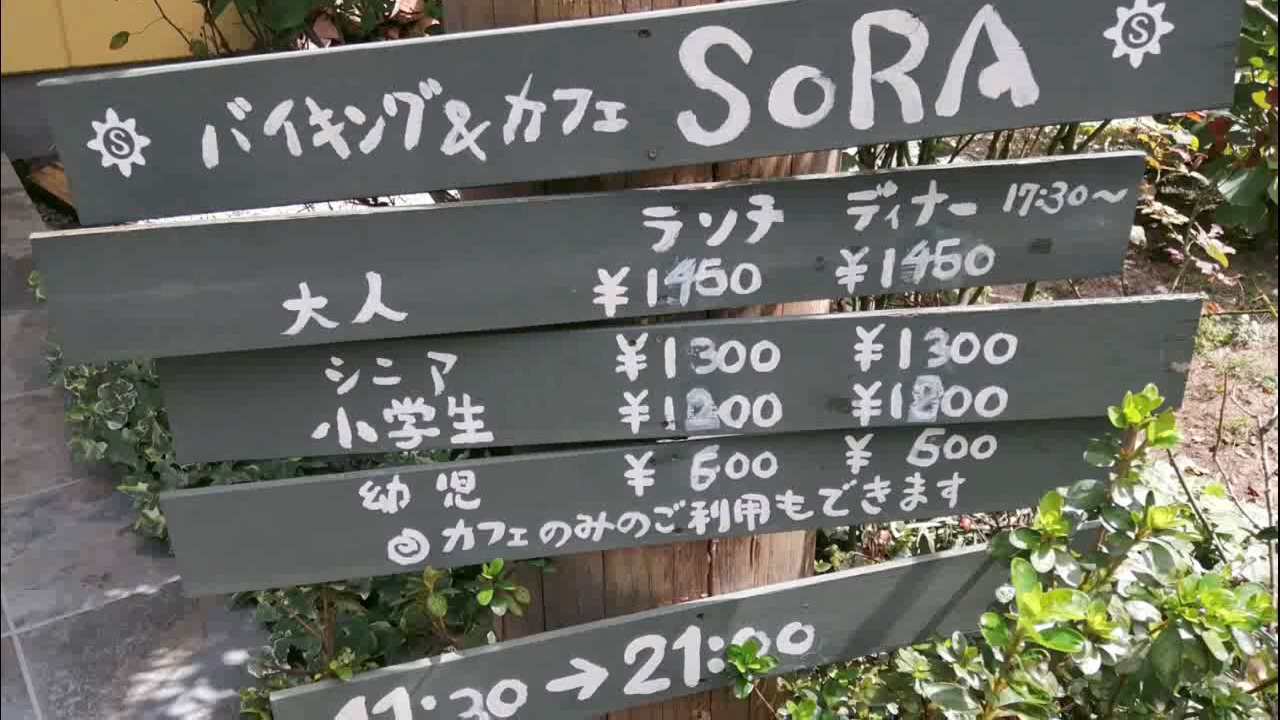 S バイキング&カフェ SoRA S
ランチ ディナー 17:30~
大人 ¥1450 ¥1450
シニア ¥1300 ¥1300
小学生 ¥1200 ¥1200
幼児 ¥600 ¥600
◎カフェのみのご利用もできます
11:30→21:00